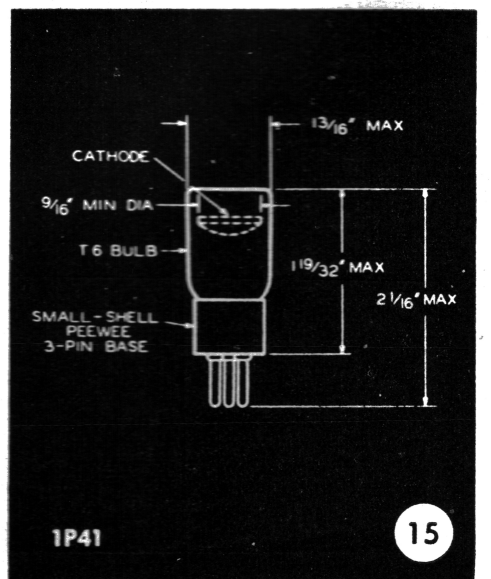 13/16" MAX
CATHODE
9/16" MIN DIA
T6 BULB
1 19/32" MAX
2 1/16" MAX
SMALL-SHELL
PEEWEE
3-PIN BASE
1P41
15